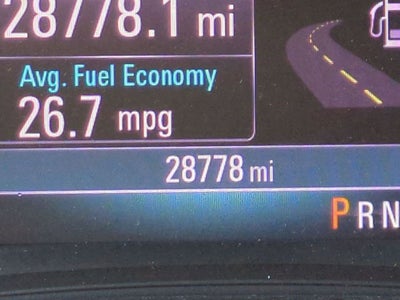 28778.1 mi
Avg. Fuel Economy
26.7 mpg
28778 mi
P R N